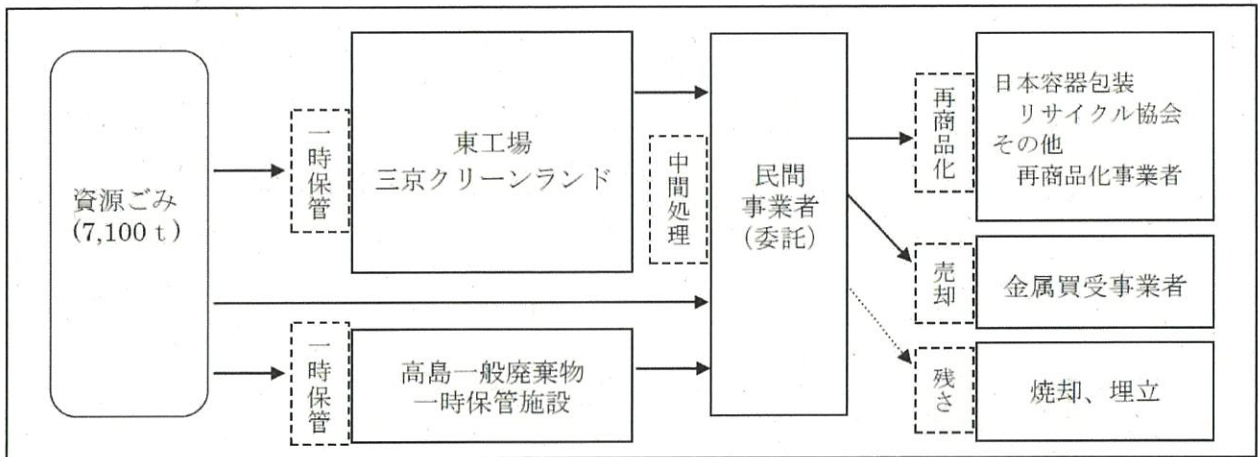 資源ごみ
(7,100 t)
一時保管
東工場
三京クリーンランド
一時保管
高島一般廃棄物
一時保管施設
中間処理
民間
事業者
(委託)
再商品化
日本容器包装
リサイクル協会
その他
再商品化事業者
売却
金属買受事業者
残さ
焼却、埋立